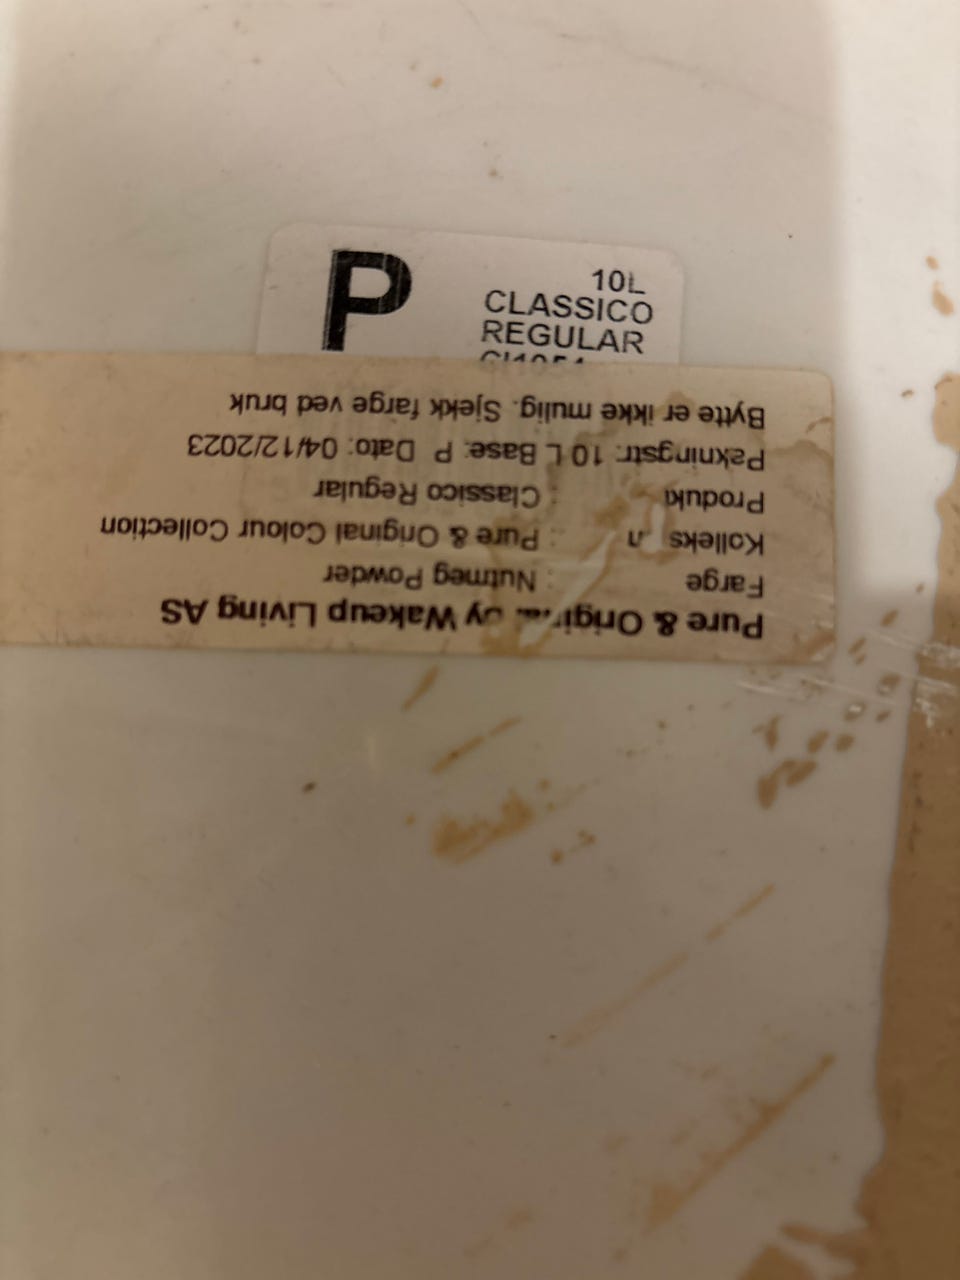 P
10L
CLASSICO
REGULAR
Pure & Original by Wakeup Living AS
Farge : Nutmeg Powder
: Pure & Original Colour Collection
Produkt : Classico Regular
Pakningstr: 10 L Base: P Dato: 04/12/2023
Bytte er ikke mulig. Sjekk farge ved bruk